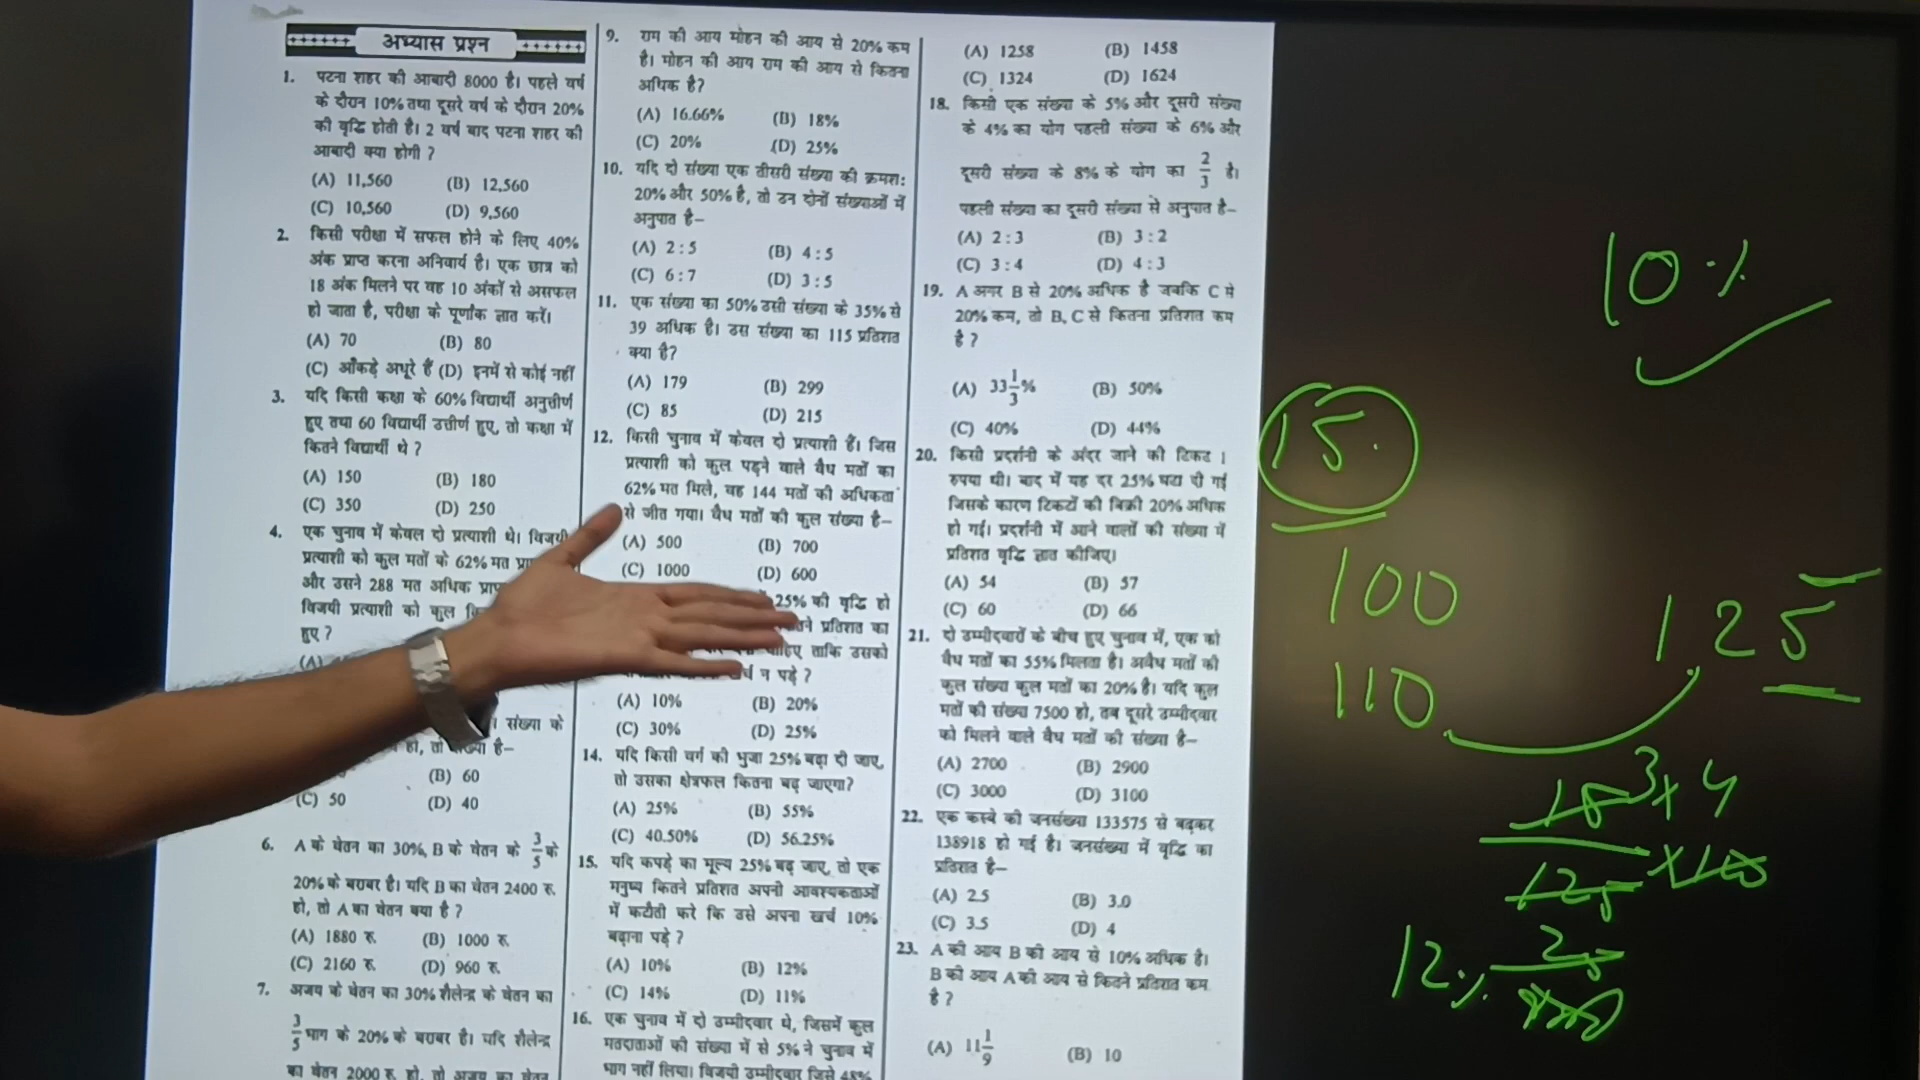 अभ्यास प्रश्न
1. पटना शहर की आबादी 8000 है। पहले वर्ष
के दौरान 10% तथा दूसरे वर्ष के दौरान 20%
की वृद्धि होती है। 2 वर्ष बाद पटना शहर की
आबादी क्या होगी ?
(A) 11,560 (B) 12,560
(C) 10,560 (D) 9,560
2. किसी परीक्षा में सफल होने के लिए 40%
अंक प्राप्त करना अनिवार्य है। एक छात्र को
18 अंक मिलने पर वह 10 अंकों से असफल
हो जाता है, परीक्षा के पूर्णांक ज्ञात करें।
(A) 70 (B) 80
(C) आँकड़े अधूरे हैं (D) इनमें से कोई नहीं
3. यदि किसी कक्षा के 60% विद्यार्थी अनुत्तीर्ण
हुए तथा 60 विद्यार्थी उत्तीर्ण हुए, तो कक्षा में
कितने विद्यार्थी थे ?
(A) 150 (B) 180
(C) 350 (D) 250
4. एक चुनाव में केवल दो प्रत्याशी थे। विजयी
प्रत्याशी को कुल मतों के 62% मत
और उसने 288 मत अधिक
विजयी प्रत्याशी को कुल
हुए ?
(A)
संख्या के
हो, तो संख्या है–
(B) 60
(C) 50 (D) 40
6. A के वेतन का 30%, B के वेतन के 3/5 के
20% के बराबर है। यदि B का वेतन 2400 रु.
हो, तो A का वेतन क्या है ?
(A) 1880 रु. (B) 1000 रु.
(C) 2160 रु. (D) 960 रु.
7. अजय के वेतन का 30% शैलेन्द्र के वेतन का
3/5 भाग के 20% के बराबर है। यदि शैलेन्द्र
का वेतन 2000 रु. हो, तो अजय का वेतन
9. राम की आय मोहन की आय से 20% कम
है। मोहन की आय राम की आय से कितना
अधिक है?
(A) 16.66% (B) 18%
(C) 20% (D) 25%
10. यदि दो संख्या एक तीसरी संख्या की क्रमशः
20% और 50% है, तो उन दोनों संख्याओं में
अनुपात है–
(A) 2 : 5 (B) 4 : 5
(C) 6 : 7 (D) 3 : 5
11. एक संख्या का 50% उसी संख्या के 35% से
39 अधिक है। उस संख्या का 115 प्रतिशत
क्या है?
(A) 179 (B) 299
(C) 85 (D) 215
12. किसी चुनाव में केवल दो प्रत्याशी हैं। जिस
प्रत्याशी को कुल पड़ने वाले वैध मतों का
62% मत मिले, वह 144 मतों की अधिकता
से जीत गया। वैध मतों की कुल संख्या है–
(A) 500 (B) 700
(C) 1000 (D) 600
25% की वृद्धि हो
प्रतिशत का
चाहिए ताकि उसको
न पड़े ?
(A) 10% (B) 20%
(C) 30% (D) 25%
14. यदि किसी वर्ग की भुजा 25% बढ़ा दी जाए,
तो उसका क्षेत्रफल कितना बढ़ जाएगा?
(A) 25% (B) 55%
(C) 40.50% (D) 56.25%
15. यदि कपड़े का मूल्य 25% बढ़ जाए, तो एक
मनुष्य कितने प्रतिशत अपनी आवश्यकताओं
में कटौती करे कि उसे अपना खर्च 10%
बढ़ाना पड़े ?
(A) 10% (B) 12%
(C) 14% (D) 11%
16. एक चुनाव में दो उम्मीदवार थे, जिसमें कुल
मतदाताओं की संख्या में से 5% ने चुनाव में
भाग नहीं लिया। विजयी उम्मीदवार जिसे 48%
(A) 1258 (B) 1458
(C) 1324 (D) 1624
18. किसी एक संख्या के 5% और दूसरी संख्या
के 4% का योग पहली संख्या के 6% और
दूसरी संख्या के 8% के योग का 2/3 है।
पहली संख्या का दूसरी संख्या से अनुपात है–
(A) 2 : 3 (B) 3 : 2
(C) 3 : 4 (D) 4 : 3
19. A अगर B से 20% अधिक है जबकि C से
20% कम, तो B, C से कितना प्रतिशत कम
है ?
(A) 33 1/3% (B) 50%
(C) 40% (D) 44%
20. किसी प्रदर्शनी के अंदर जाने की टिकट 1
रुपया थी। बाद में यह दर 25% घटा दी गई
जिसके कारण टिकटों की बिक्री 20% अधिक
हो गई। प्रदर्शनी में आने वालों की संख्या में
प्रतिशत वृद्धि ज्ञात कीजिए।
(A) 54 (B) 57
(C) 60 (D) 66
21. दो उम्मीदवारों के बीच हुए चुनाव में, एक को
वैध मतों का 55% मिलता है। अवैध मतों की
कुल संख्या कुल मतों का 20% है। यदि कुल
मतों की संख्या 7500 हो, तब दूसरे उम्मीदवार
को मिलने वाले वैध मतों की संख्या है–
(A) 2700 (B) 2900
(C) 3000 (D) 3100
22. एक कस्बे की जनसंख्या 133575 से बढ़कर
138918 हो गई है। जनसंख्या में वृद्धि का
प्रतिशत है–
(A) 2.5 (B) 3.0
(C) 3.5 (D) 4
23. A की आय B की आय से 10% अधिक है।
B की आय A की आय से कितने प्रतिशत कम
है ?
(A) 11 1/9 (B) 10
10%
15.
100
125
110
15 3 x 4
125 x 100
5
12%
25